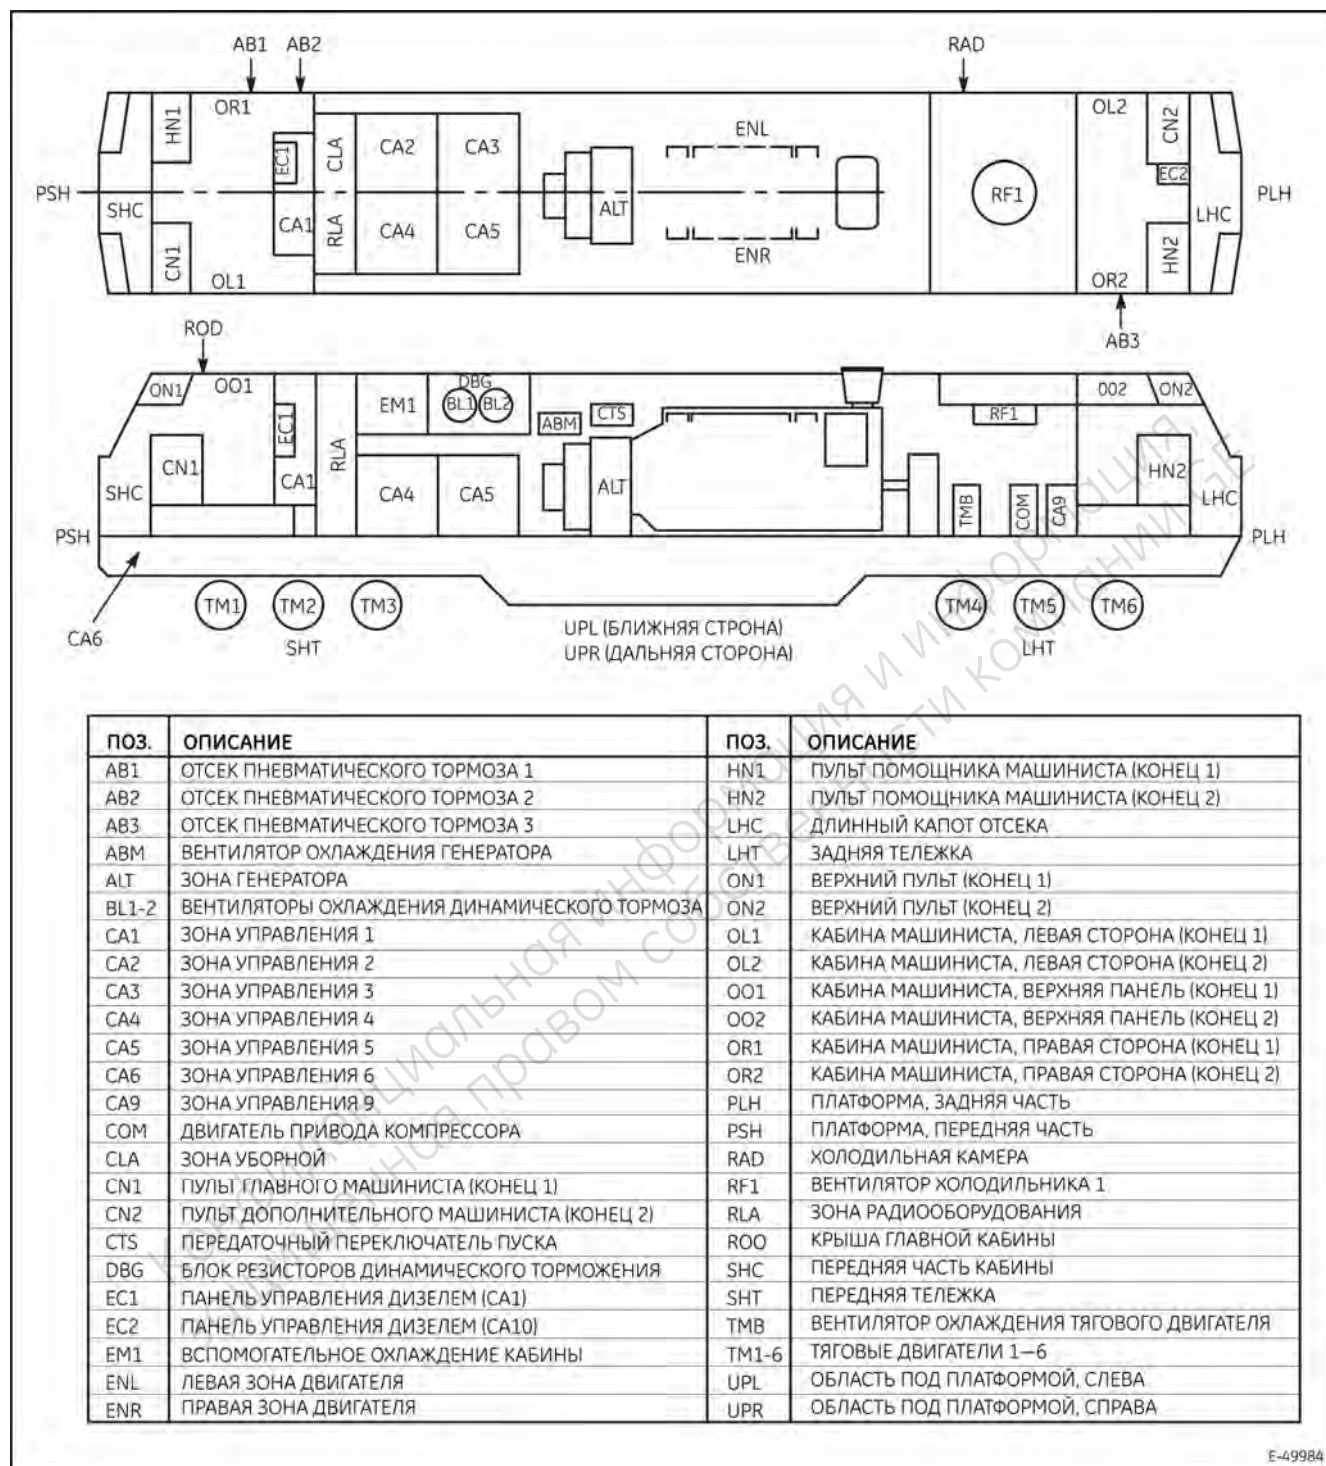 AB1 AB2 RAD
HN1 OR1 EC1 CLA CA2 CA3 ENL OL2 CN2 EC2
PSH SHC CA1 RLA ALT RF1 LHC PLH
CN1 OL1 CA4 CA5 ENR OR2 HN2
ROD AB3
ON1 OO1 EC1 EM1 DBG BL1 BL2 ABM CTS RF1 002 ON2
CN1 RLA HN2
SHC CA1 CA4 CA5 ALT TMB COM CA9 LHC
PSH PLH
TM1 TM2 TM3 TM4 TM5 TM6
CA6 SHT LHT
UPL (БЛИЖНЯЯ СТРОНА)
UPR (ДАЛЬНЯЯ СТОРОНА)
ПОЗ. ОПИСАНИЕ ПОЗ. ОПИСАНИЕ
AB1 ОТСЕК ПНЕВМАТИЧЕСКОГО ТОРМОЗА 1 HN1 ПУЛЬТ ПОМОЩНИКА МАШИНИСТА (КОНЕЦ 1)
AB2 ОТСЕК ПНЕВМАТИЧЕСКОГО ТОРМОЗА 2 HN2 ПУЛЬТ ПОМОЩНИКА МАШИНИСТА (КОНЕЦ 2)
AB3 ОТСЕК ПНЕВМАТИЧЕСКОГО ТОРМОЗА 3 LHC ДЛИННЫЙ КАПОТ ОТСЕКА
ABM ВЕНТИЛЯТОР ОХЛАЖДЕНИЯ ГЕНЕРАТОРА LHT ЗАДНЯЯ ТЕЛЕЖКА
ALT ЗОНА ГЕНЕРАТОРА ON1 ВЕРХНИЙ ПУЛЬТ (КОНЕЦ 1)
BL1-2 ВЕНТИЛЯТОРЫ ОХЛАЖДЕНИЯ ДИНАМИЧЕСКОГО ТОРМОЗА ON2 ВЕРХНИЙ ПУЛЬТ (КОНЕЦ 2)
CA1 ЗОНА УПРАВЛЕНИЯ 1 OL1 КАБИНА МАШИНИСТА, ЛЕВАЯ СТОРОНА (КОНЕЦ 1)
CA2 ЗОНА УПРАВЛЕНИЯ 2 OL2 КАБИНА МАШИНИСТА, ЛЕВАЯ СТОРОНА (КОНЕЦ 2)
CA3 ЗОНА УПРАВЛЕНИЯ 3 OO1 КАБИНА МАШИНИСТА, ВЕРХНЯЯ ПАНЕЛЬ (КОНЕЦ 1)
CA4 ЗОНА УПРАВЛЕНИЯ 4 OO2 КАБИНА МАШИНИСТА, ВЕРХНЯЯ ПАНЕЛЬ (КОНЕЦ 2)
CA5 ЗОНА УПРАВЛЕНИЯ 5 OR1 КАБИНА МАШИНИСТА, ПРАВАЯ СТОРОНА (КОНЕЦ 1)
CA6 ЗОНА УПРАВЛЕНИЯ 6 OR2 КАБИНА МАШИНИСТА, ПРАВАЯ СТОРОНА (КОНЕЦ 2)
CA9 ЗОНА УПРАВЛЕНИЯ 9 PLH ПЛАТФОРМА, ЗАДНЯЯ ЧАСТЬ
COM ДВИГАТЕЛЬ ПРИВОДА КОМПРЕССОРА PSH ПЛАТФОРМА, ПЕРЕДНЯЯ ЧАСТЬ
CLA ЗОНА УБОРНОЙ RAD ХОЛОДИЛЬНАЯ КАМЕРА
CN1 ПУЛЬТ ГЛАВНОГО МАШИНИСТА (КОНЕЦ 1) RF1 ВЕНТИЛЯТОР ХОЛОДИЛЬНИКА 1
CN2 ПУЛЬТ ДОПОЛНИТЕЛЬНОГО МАШИНИСТА (КОНЕЦ 2) RLA ЗОНА РАДИООБОРУДОВАНИЯ
CTS ПЕРЕДАТОЧНЫЙ ПЕРЕКЛЮЧАТЕЛЬ ПУСКА ROO КРЫША ГЛАВНОЙ КАБИНЫ
DBG БЛОК РЕЗИСТОРОВ ДИНАМИЧЕСКОГО ТОРМОЖЕНИЯ SHC ПЕРЕДНЯЯ ЧАСТЬ КАБИНЫ
EC1 ПАНЕЛЬ УПРАВЛЕНИЯ ДИЗЕЛЕМ (CA1) SHT ПЕРЕДНЯЯ ТЕЛЕЖКА
EC2 ПАНЕЛЬ УПРАВЛЕНИЯ ДИЗЕЛЕМ (CA10) TMB ВЕНТИЛЯТОР ОХЛАЖДЕНИЯ ТЯГОВОГО ДВИГАТЕЛЯ
EM1 ВСПОМОГАТЕЛЬНОЕ ОХЛАЖДЕНИЕ КАБИНЫ TM1-6 ТЯГОВЫЕ ДВИГАТЕЛИ 1—6
ENL ЛЕВАЯ ЗОНА ДВИГАТЕЛЯ UPL ОБЛАСТЬ ПОД ПЛАТФОРМОЙ, СЛЕВА
ENR ПРАВАЯ ЗОНА ДВИГАТЕЛЯ UPR ОБЛАСТЬ ПОД ПЛАТФОРМОЙ, СПРАВА
E-49984
Конфиденциальная информация и информация
защищенная правом собственности компании GE